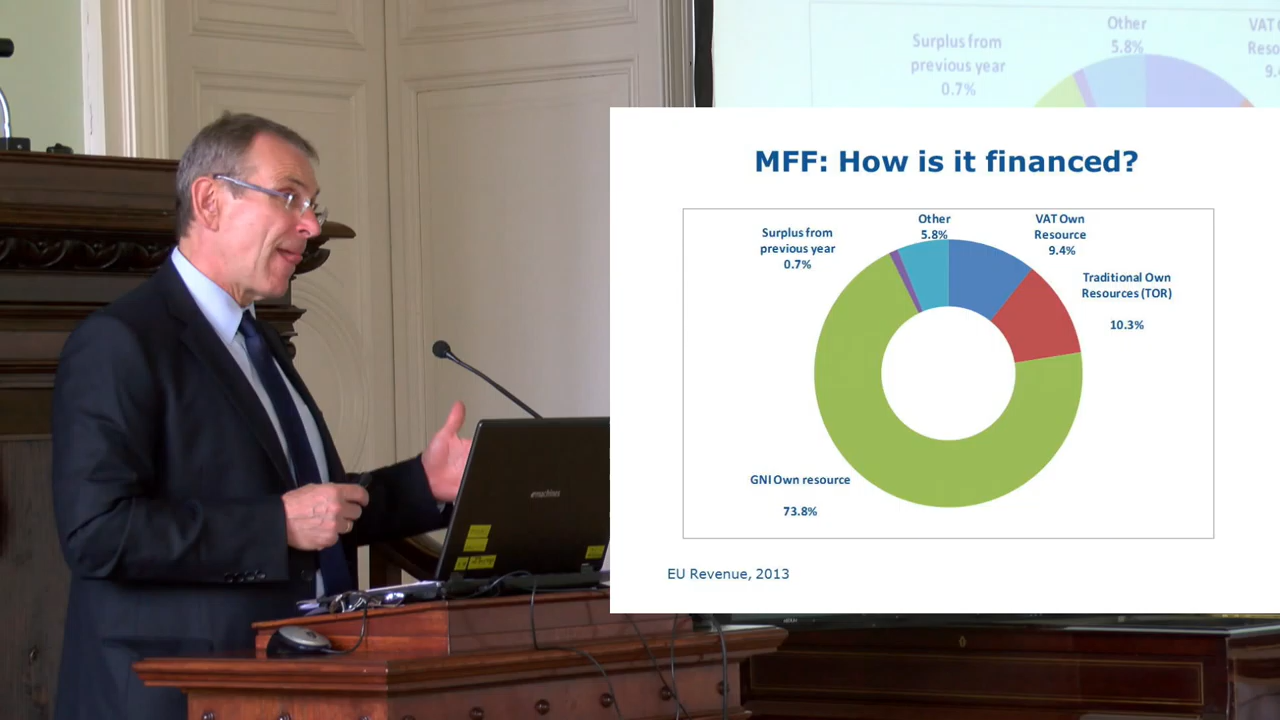 Other
5.8%
VAT
Surplus from
previous year
0.7%
MFF: How is it financed?
Other
5.8%
VAT Own
Resource
9.4%
Surplus from
previous year
0.7%
Traditional Own
Resources (TOR)
10.3%
GNI Own resource
73.8%
EU Revenue, 2013
emachines